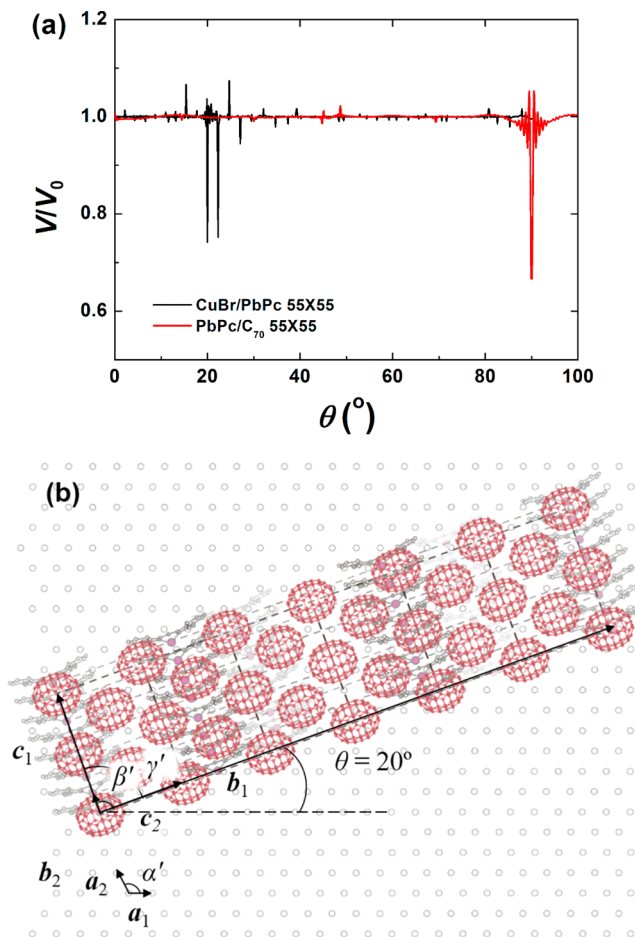 (a)
1.2
1.0
0.8
0.6
V/V₀
CuBr/PbPc 55X55
PbPc/C₇₀ 55X55
0 20 40 60 80 100
θ (°)
(b)
c₁
β′ γ′
b₁
θ = 20°
c₂
b₂
a₂ α′
a₁